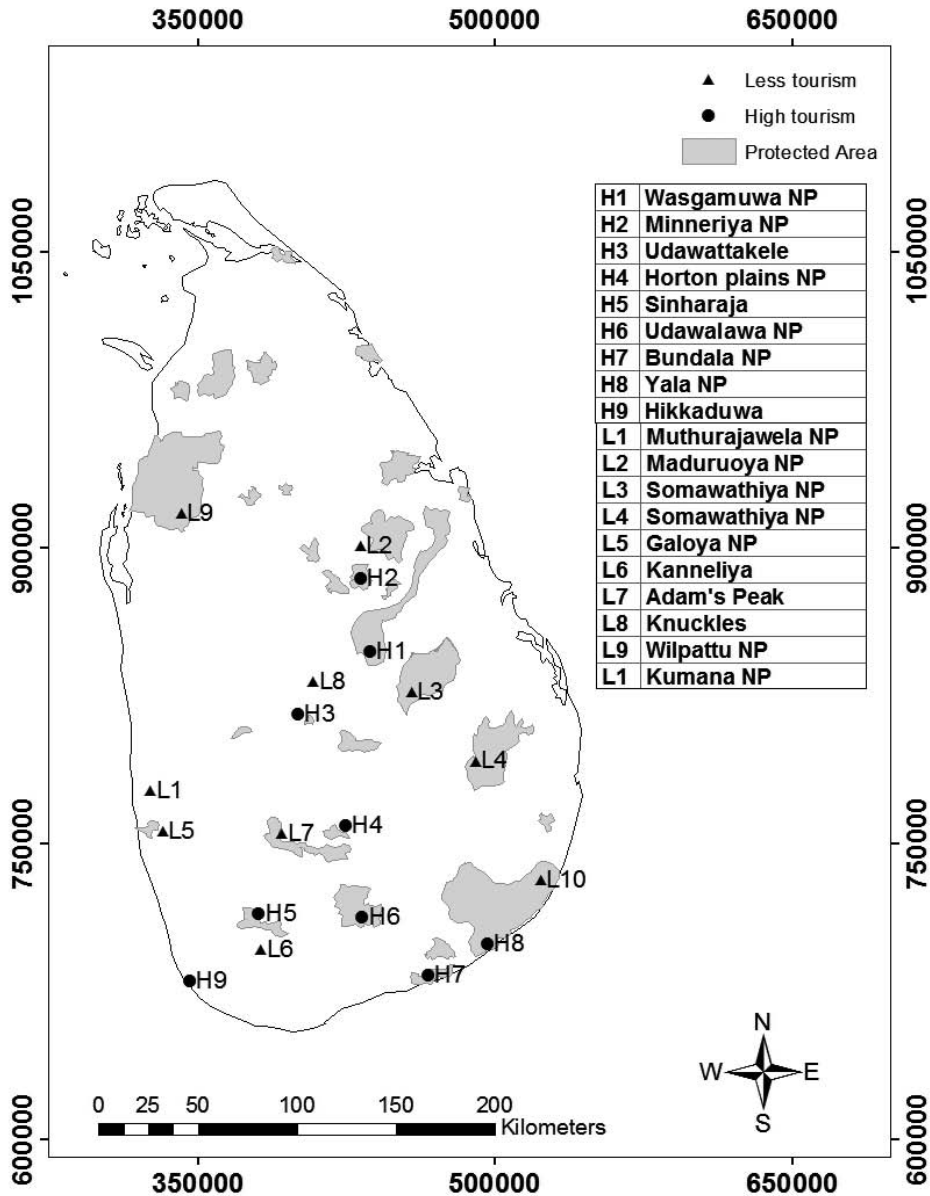 350000 500000 650000
Less tourism
High tourism
Protected Area
H1 Wasgamuwa NP
H2 Minneriya NP
H3 Udawattakele
H4 Horton plains NP
H5 Sinharaja
H6 Udawalawa NP
H7 Bundala NP
H8 Yala NP
H9 Hikkaduwa
L1 Muthurajawela NP
L2 Maduruoya NP
L3 Somawathiya NP
L4 Somawathiya NP
L5 Galoya NP
L6 Kanneliya
L7 Adam's Peak
L8 Knuckles
L9 Wilpattu NP
L1 Kumana NP
1050000 1050000
L9
900000 900000
L2
H2
H1
L8
L3
H3
L4
L1
L5
L7
H4
750000 750000
L10
H5
H6
L6
H8
H7
H9
N
W E
S
0 25 50 100 150 200
Kilometers
600000 600000
350000 500000 650000